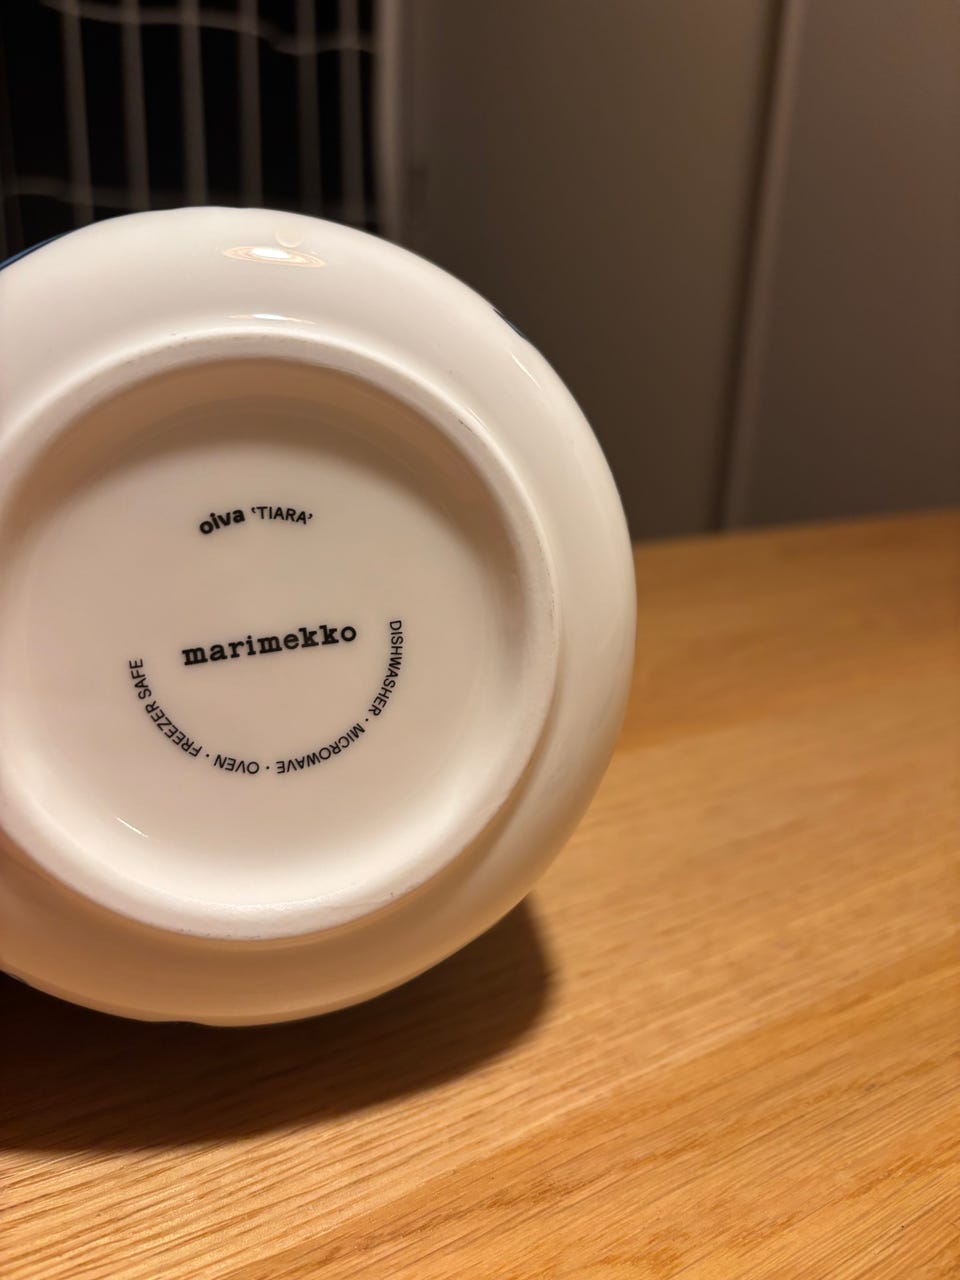 oiva ‘TIARA’
marimekko
DISHWASHER · MICROWAVE · OVEN · FREEZER SAFE